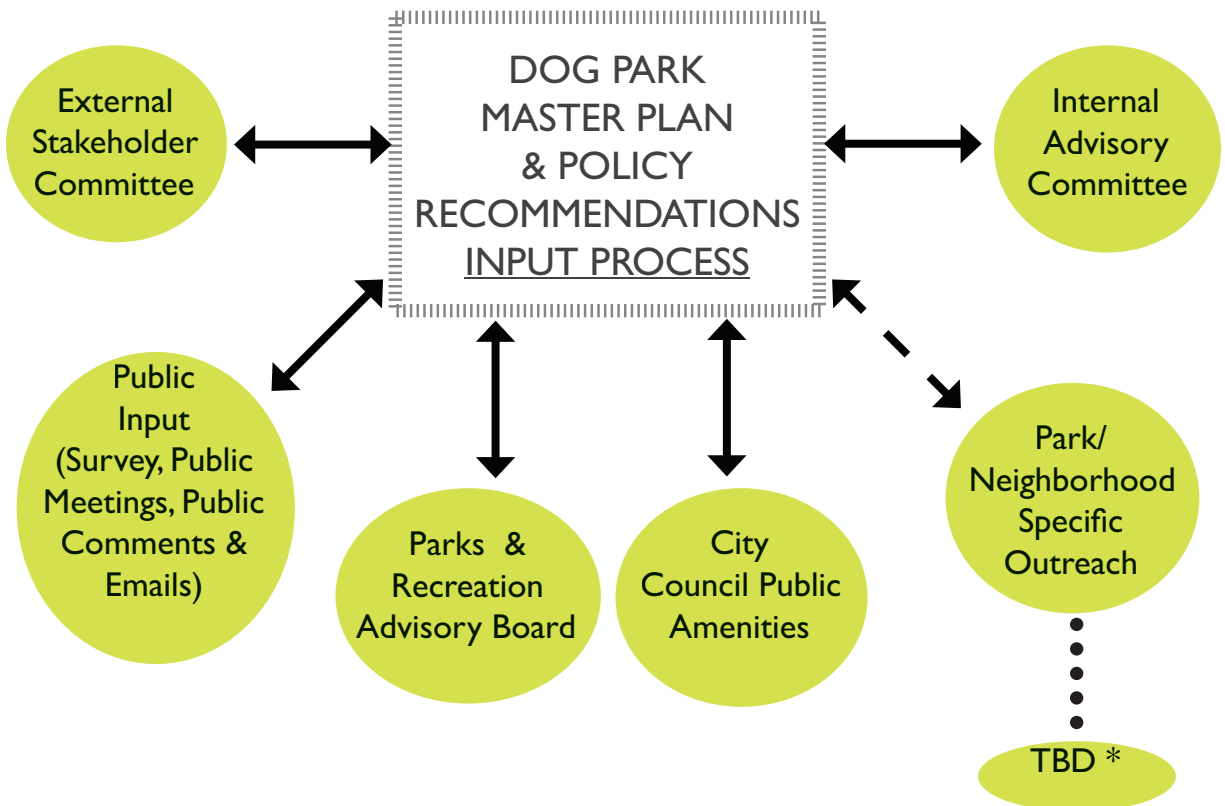 DOG PARK
MASTER PLAN
& POLICY
RECOMMENDATIONS
INPUT PROCESS
External
Stakeholder
Committee
Internal
Advisory
Committee
Public
Input
(Survey, Public
Meetings, Public
Comments &
Emails)
Parks &
Recreation
Advisory Board
City
Council Public
Amenities
Park/
Neighborhood
Specific
Outreach
TBD *